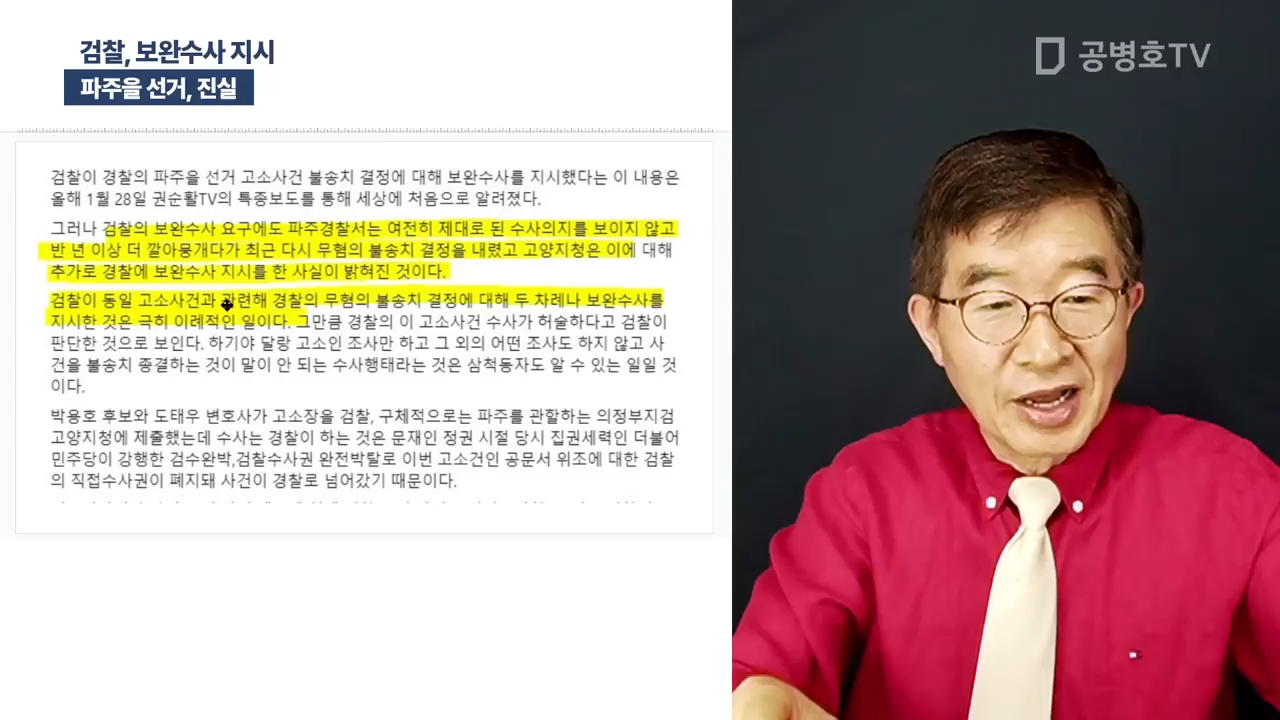 검찰, 보완수사 지시
파주을 선거, 진실
공병호TV
검찰이 경찰의 파주을 선거 고소사건 불송치 결정에 대해 보완수사를 지시했다는 이 내용은
올해 1월 28일 권순활TV의 특종보도를 통해 세상에 처음으로 알려졌다.
그러나 검찰의 보완수사 요구에도 파주경찰서는 여전히 제대로 된 수사의지를 보이지 않고
반 년 이상 더 깔아뭉개다가 최근 다시 무혐의 불송치 결정을 내렸고 고양지청은 이에 대해
추가로 경찰에 보완수사 지시를 한 사실이 밝혀진 것이다.
검찰이 동일 고소사건과 관련해 경찰의 무혐의 불송치 결정에 대해 두 차례나 보완수사를
지시한 것은 극히 이례적인 일이다. 그만큼 경찰의 이 고소사건 수사가 허술하다고 검찰이
판단한 것으로 보인다. 하기야 달랑 고소인 조사만 하고 그 외의 어떤 조사도 하지 않고 사
건을 불송치 종결하는 것이 말이 안 되는 수사행태라는 것은 삼척동자도 알 수 있는 일일 것
이다.
박용호 후보와 도태우 변호사가 고소장을 검찰, 구체적으로는 파주를 관할하는 의정부지검
고양지청에 제출했는데 수사는 경찰이 하는 것은 문재인 정권 시절 당시 집권세력인 더불어
민주당이 강행한 검수완박,검찰수사권 완전박탈로 이번 고소건인 공문서 위조에 대한 검찰
의 직접수사권이 폐지돼 사건이 경찰로 넘어갔기 때문이다.